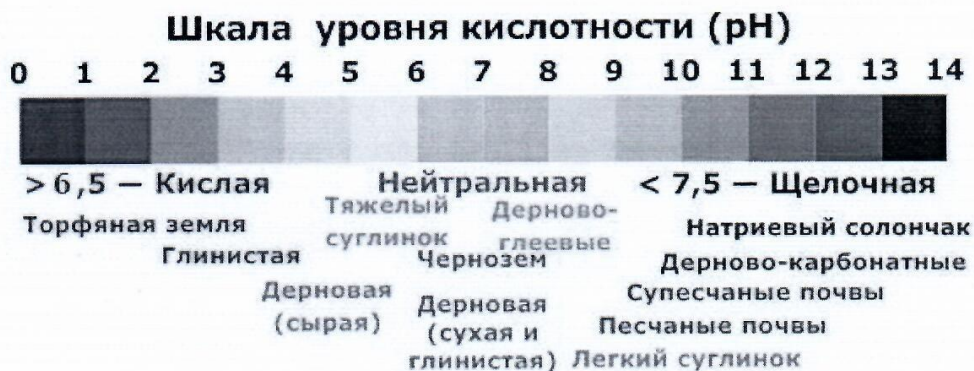 Шкала уровня кислотности (pH)
0 1 2 3 4 5 6 7 8 9 10 11 12 13 14
> 6,5 — Кислая
Нейтральная
< 7,5 — Щелочная
Торфяная земля
Глинистая
Дерновая
(сырая)
Тяжелый
суглинок
Чернозем
Дерновая
(сухая и
глинистая)
Дерново-
глеевые
Натриевый солончак
Дерново-карбонатные
Супесчаные почвы
Песчаные почвы
Легкий суглинок